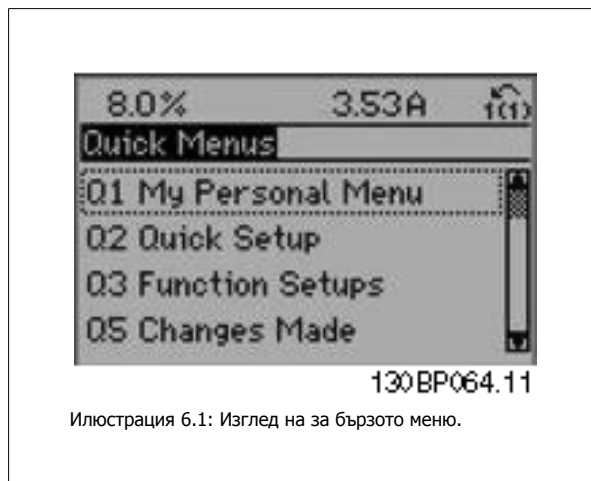 8.0% 3.53A 1(1)
Quick Menus
Q1 My Personal Menu
Q2 Quick Setup
Q3 Function Setups
Q5 Changes Made
130BP064.11
Илюстрация 6.1: Изглед на за бързото меню.